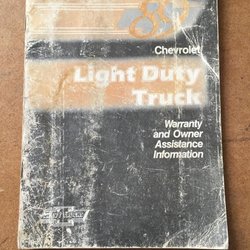 Chevrolet
Light Duty
Truck
Warranty
and Owner
Assistance
Information